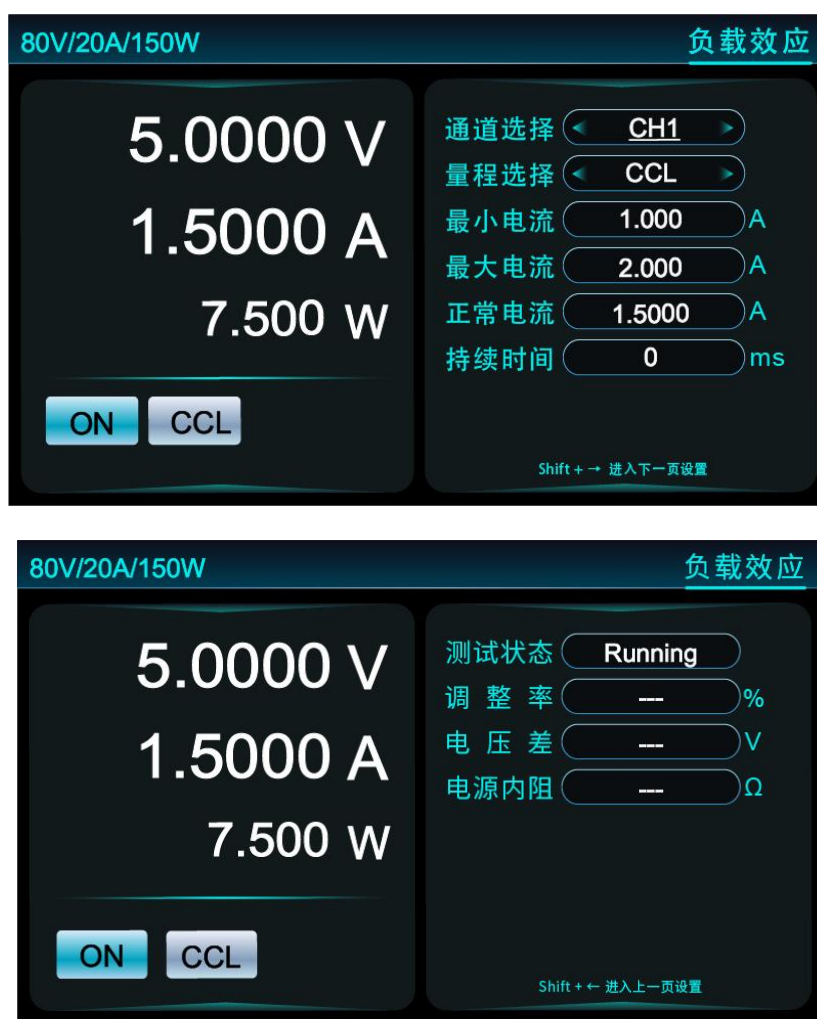 80V/20A/150W 负载效应
5.0000 V
1.5000 A
7.500 W
ON CCL
通道选择 CH1
量程选择 CCL
最小电流 1.000 A
最大电流 2.000 A
正常电流 1.5000 A
持续时间 0 ms
Shift + → 进入下一页设置
80V/20A/150W 负载效应
5.0000 V
1.5000 A
7.500 W
ON CCL
测试状态 Running
调 整 率 --- %
电 压 差 --- V
电源内阻 --- Ω
Shift + ← 进入上一页设置